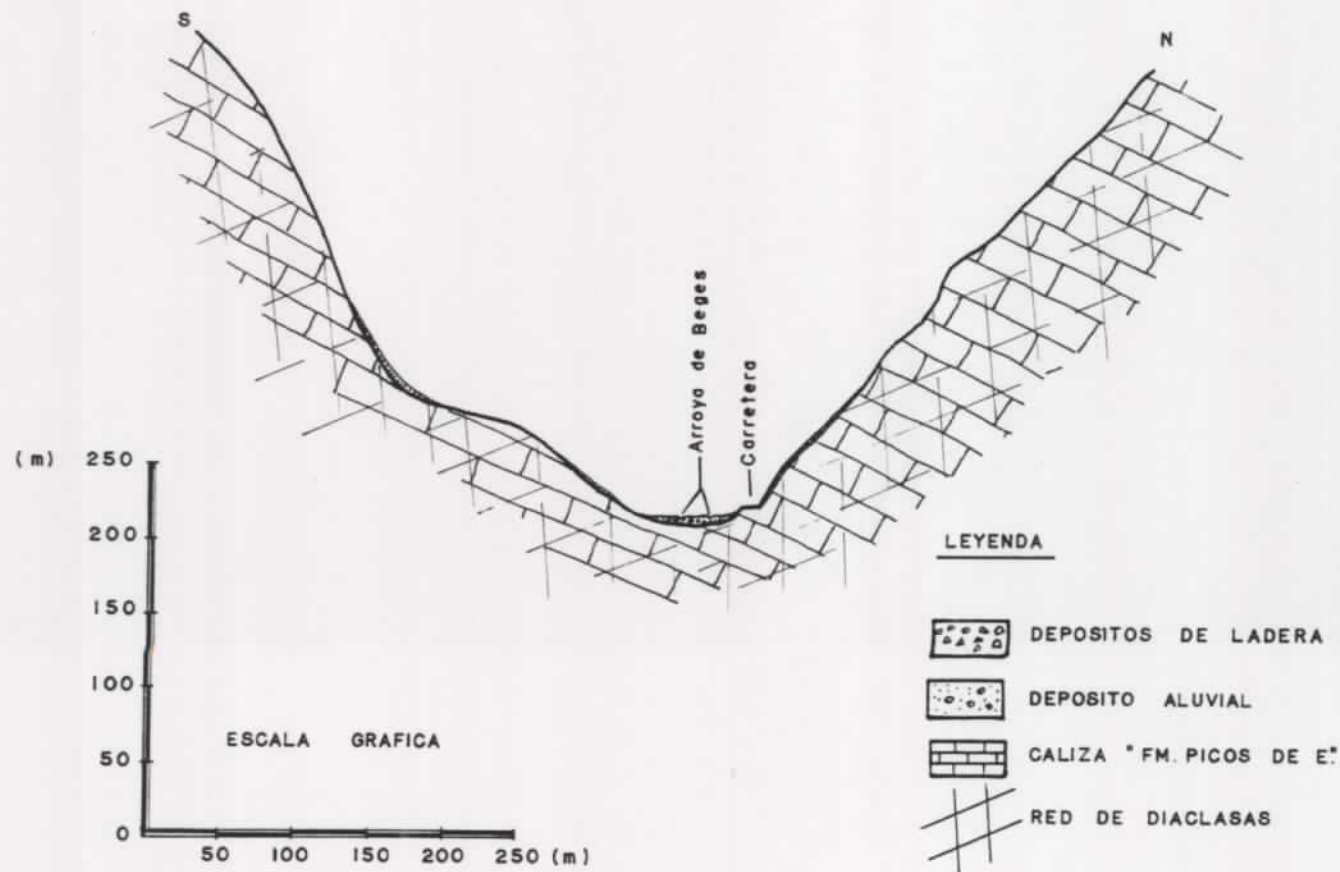 S
N
Arroyo de Beges
Carretera
(m) 250
200
150
100
50
0
50 100 150 200 250 (m)
ESCALA GRAFICA
LEYENDA
DEPOSITOS DE LADERA
DEPOSITO ALUVIAL
CALIZA "FM. PICOS DE E."
RED DE DIACLASAS